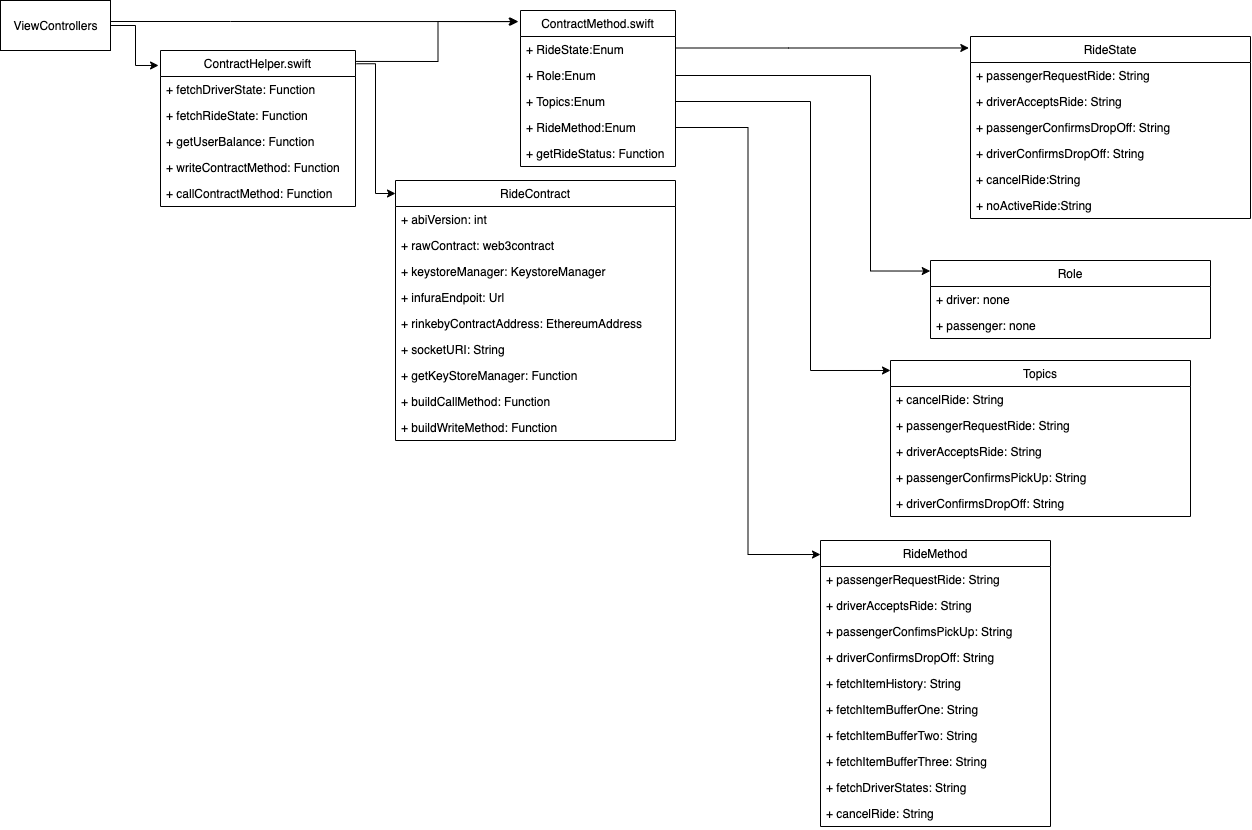 ViewControllers
ContractHelper.swift
+ fetchDriverState: Function
+ fetchRideState: Function
+ getUserBalance: Function
+ writeContractMethod: Function
+ callContractMethod: Function
ContractMethod.swift
+ RideState:Enum
+ Role:Enum
+ Topics:Enum
+ RideMethod:Enum
+ getRideStatus: Function
RideContract
+ abiVersion: int
+ rawContract: web3contract
+ keystoreManager: KeystoreManager
+ infuraEndpoit: Url
+ rinkebyContractAddress: EthereumAddress
+ socketURI: String
+ getKeyStoreManager: Function
+ buildCallMethod: Function
+ buildWriteMethod: Function
RideState
+ passengerRequestRide: String
+ driverAcceptsRide: String
+ passengerConfirmsDropOff: String
+ driverConfirmsDropOff: String
+ cancelRide:String
+ noActiveRide:String
Role
+ driver: none
+ passenger: none
Topics
+ cancelRide: String
+ passengerRequestRide: String
+ driverAcceptsRide: String
+ passengerConfirmsPickUp: String
+ driverConfirmsDropOff: String
RideMethod
+ passengerRequestRide: String
+ driverAcceptsRide: String
+ passengerConfimsPickUp: String
+ driverConfirmsDropOff: String
+ fetchItemHistory: String
+ fetchItemBufferOne: String
+ fetchItemBufferTwo: String
+ fetchItemBufferThree: String
+ fetchDriverStates: String
+ cancelRide: String